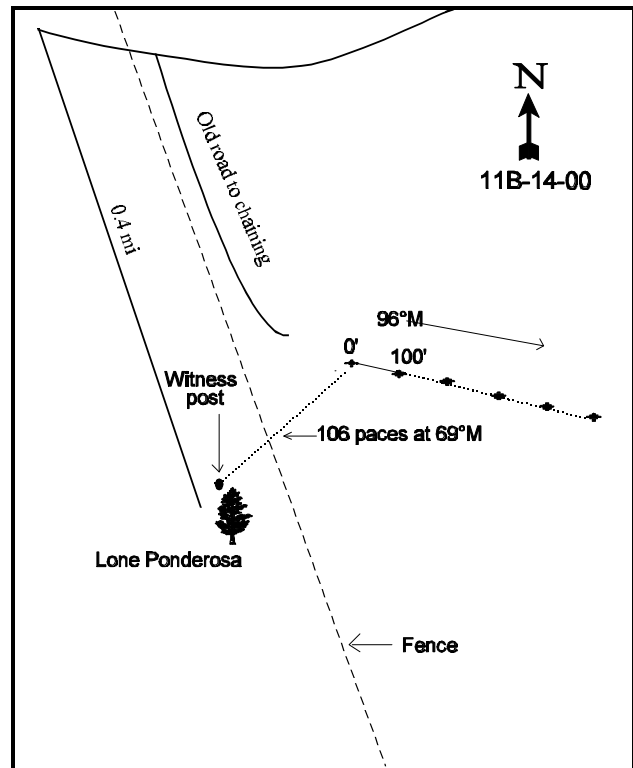 N
11B-14-00
Old road to chaining
0.4 mi
96°M
0'
100'
Witness
post
106 paces at 69°M
Lone Ponderosa
Fence